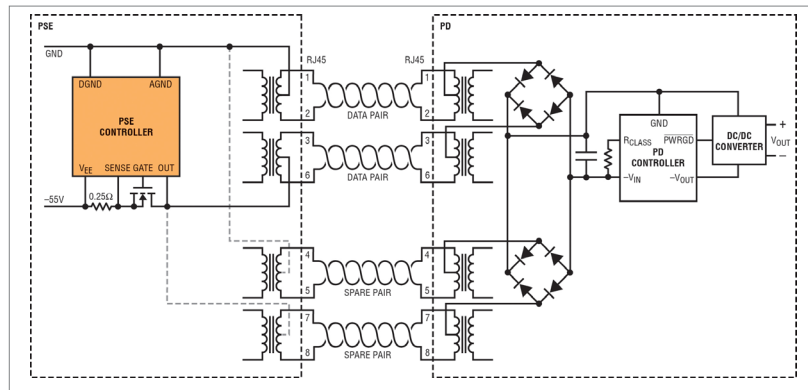 PSE
GND
DGND AGND
PSE
CONTROLLER
VEE SENSE GATE OUT
–55V 0.25Ω
RJ45 RJ45
1 1
2 2
DATA PAIR
3 3
6 6
DATA PAIR
4 4
5 5
SPARE PAIR
7 7
8 8
SPARE PAIR
PD
GND
RCLASS PWRGD
PD
CONTROLLER
–VIN –VOUT
DC/DC
CONVERTER
+
VOUT
–